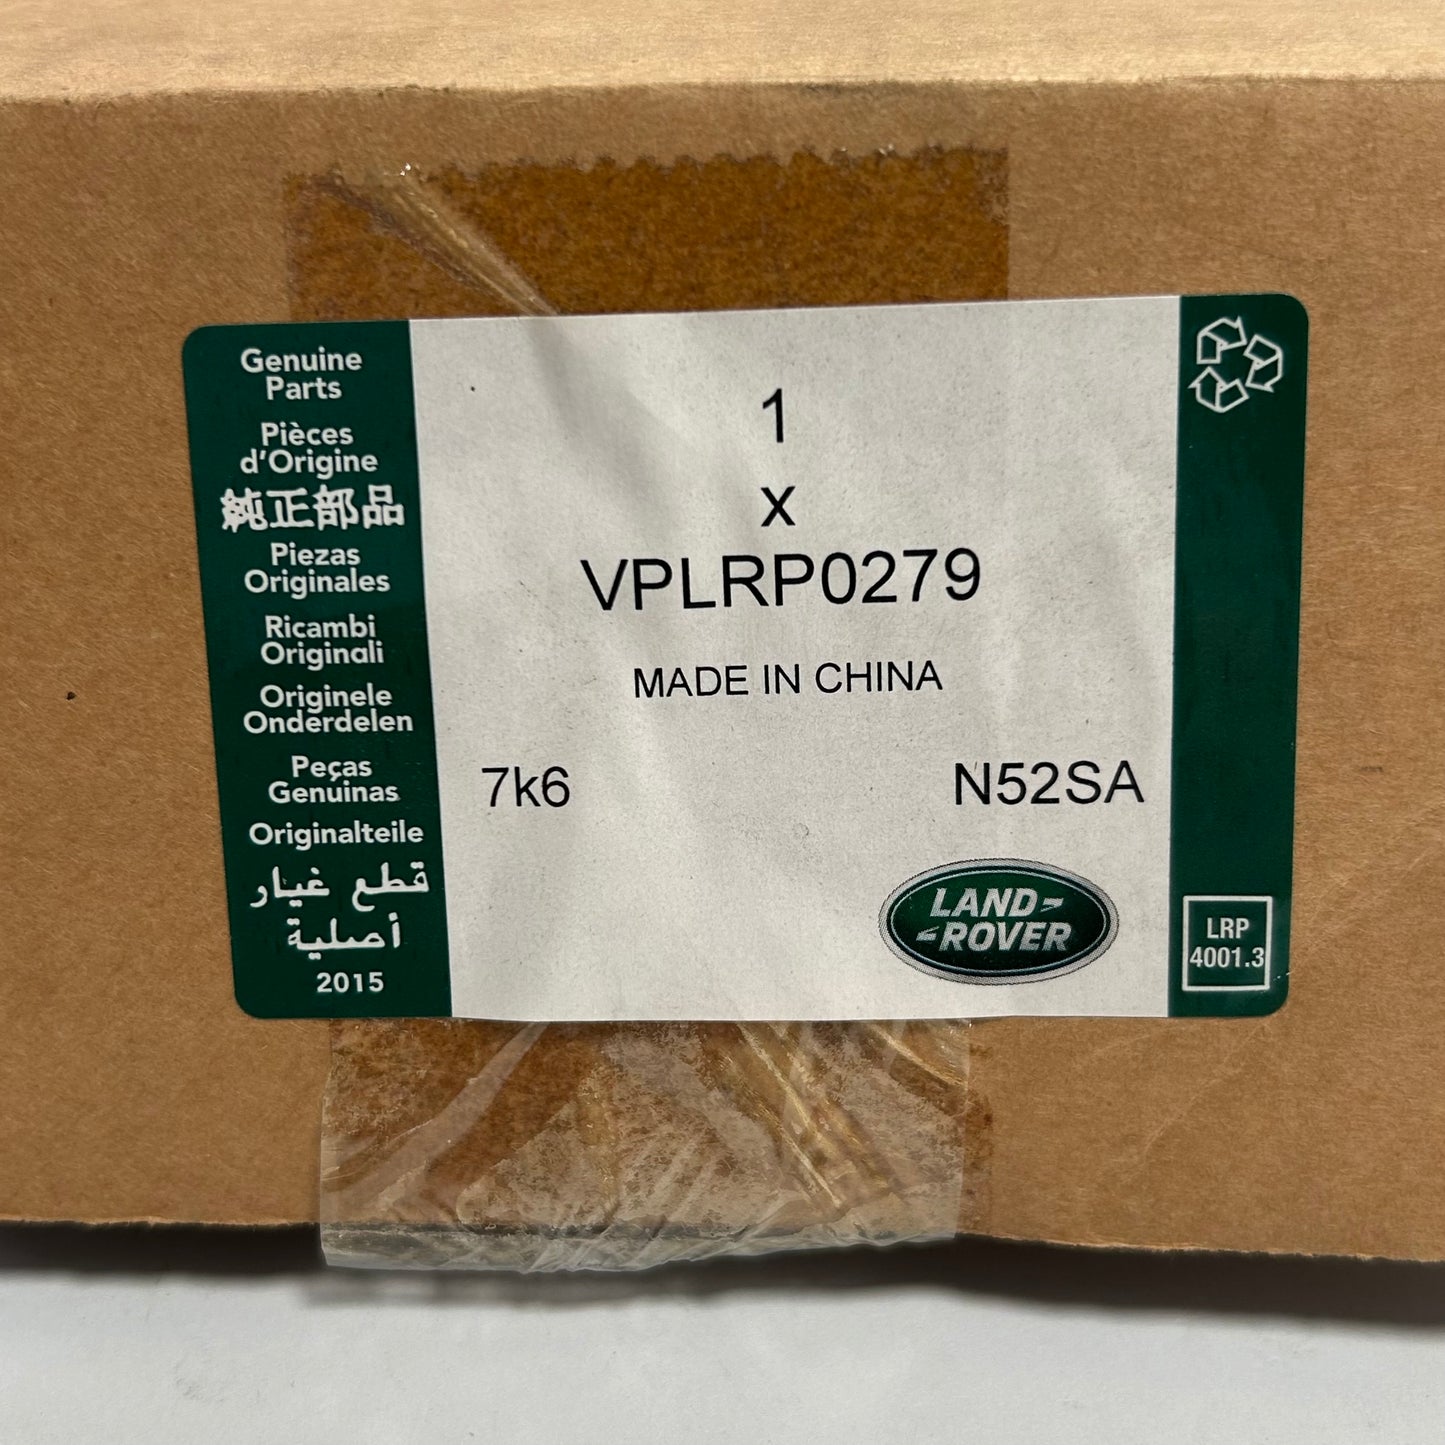 Genuine
Parts
Pièces
d'Origine
純正部品
Piezas
Originales
Ricambi
Originali
Originele
Onderdelen
Peças
Genuinas
Originalteile
قطع غيار
أصلية
2015
1
x
VPLRP0279
MADE IN CHINA
7k6
N52SA
LAND-
-ROVER
LRP
4001.3